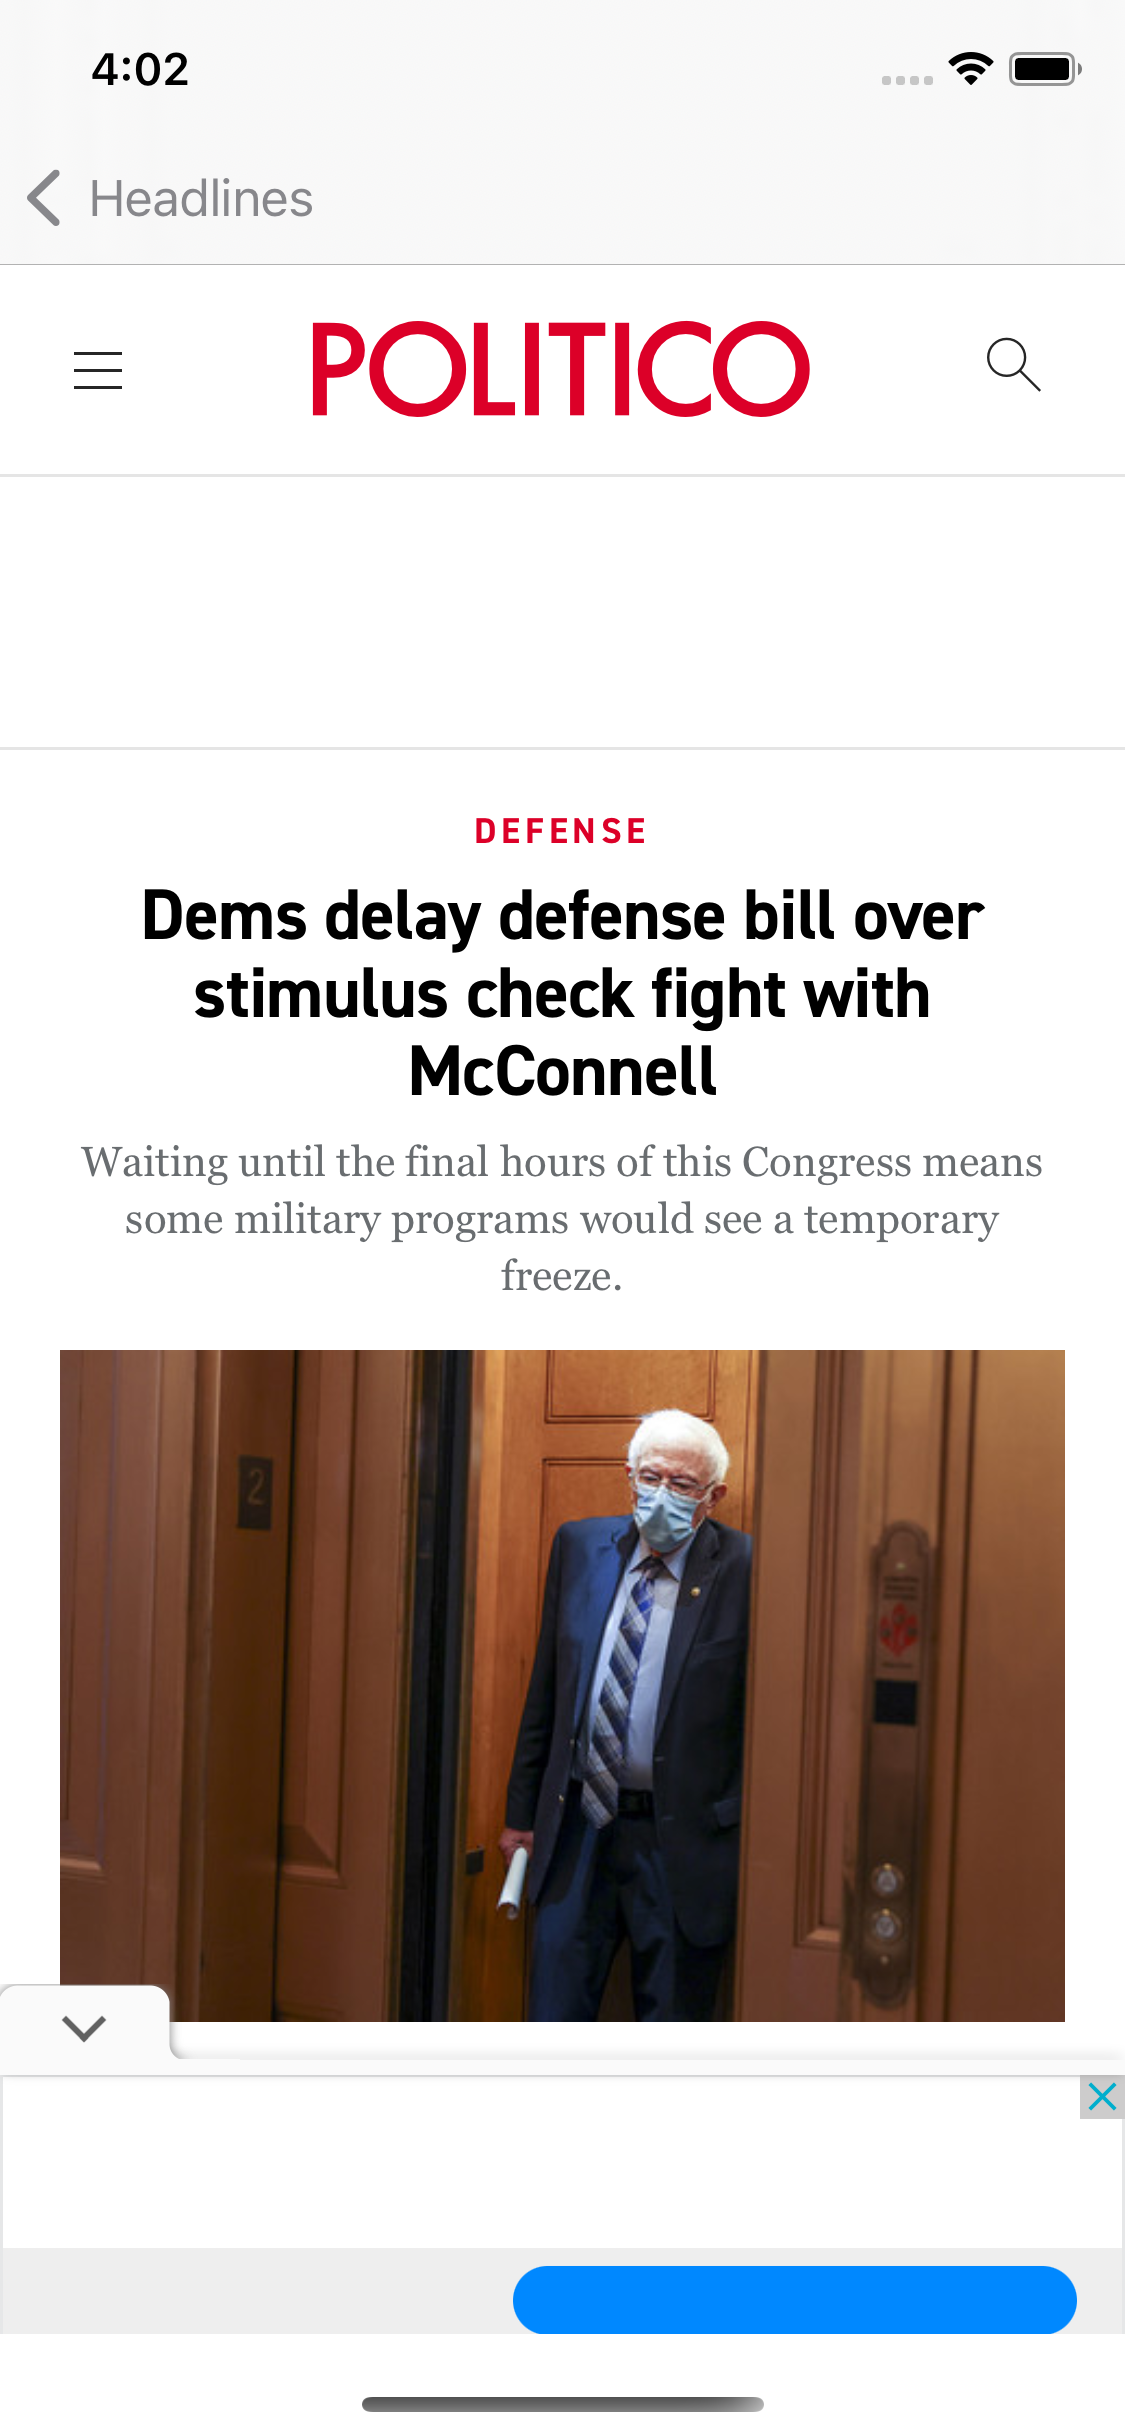 4:02
Headlines
POLITICO
DEFENSE
Dems delay defense bill over
stimulus check fight with
McConnell
Waiting until the final hours of this Congress means
some military programs would see a temporary
freeze.
2